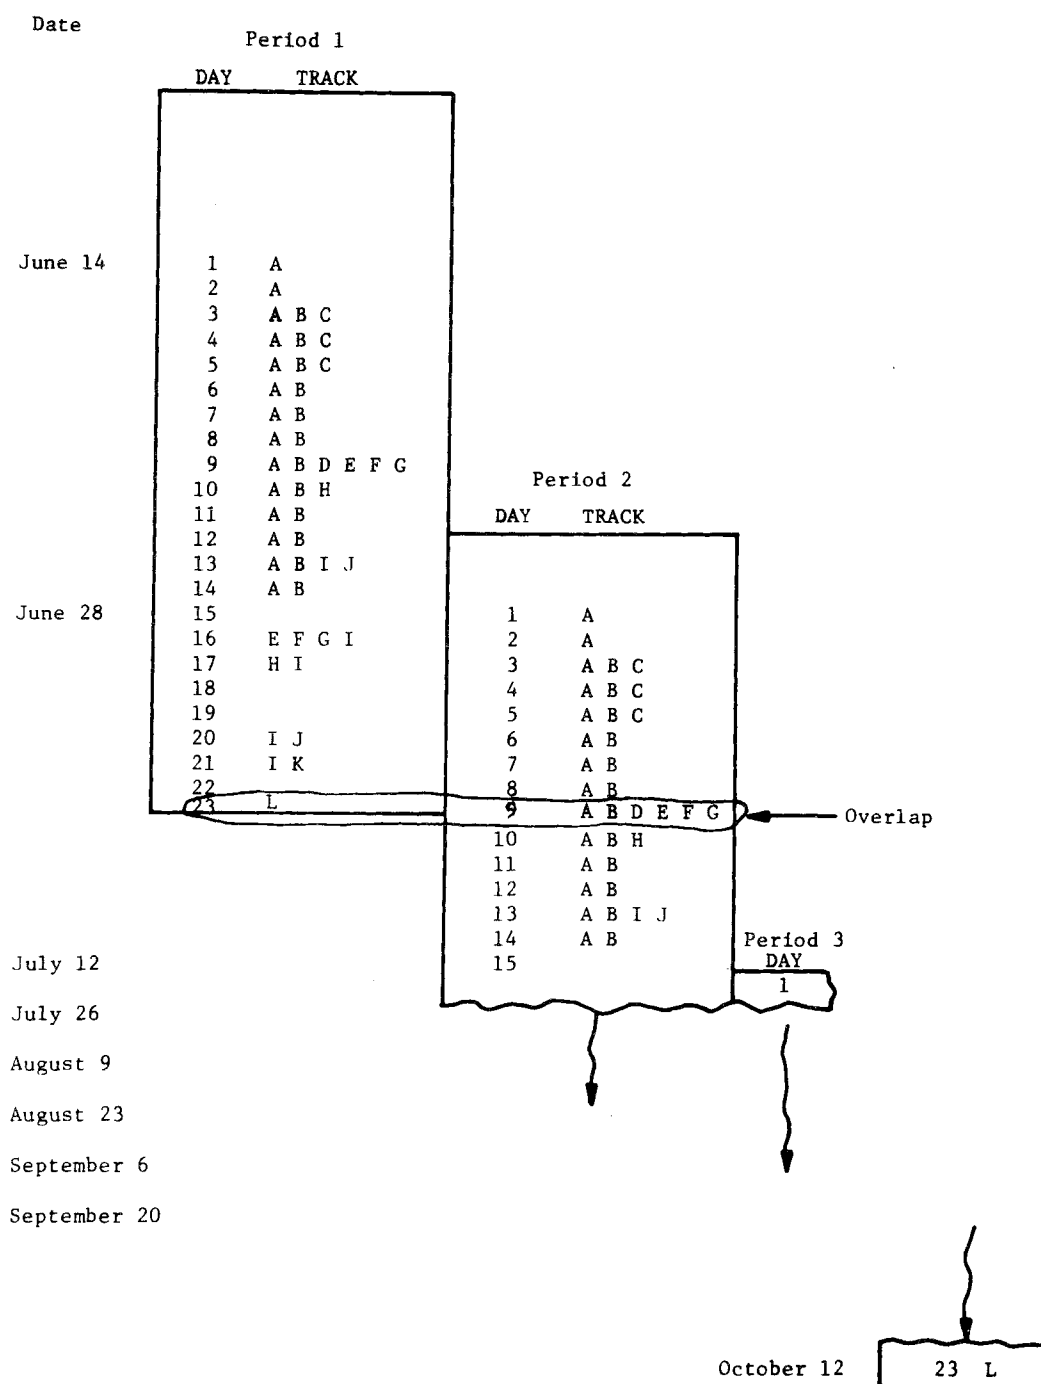 Date
Period 1
DAY TRACK
June 14 1 A
2 A
3 A B C
4 A B C
5 A B C
6 A B
7 A B
8 A B
9 A B D E F G
10 A B H
11 A B
12 A B
13 A B I J
14 A B
June 28 15
16 E F G I
17 H I
18
19
20 I J
21 I K
22
23 L
Period 2
DAY TRACK
1 A
2 A
3 A B C
4 A B C
5 A B C
6 A B
7 A B
8 A B
9 A B D E F G
Overlap
10 A B H
11 A B
12 A B
13 A B I J
14 A B
15
Period 3
DAY
1
July 12
July 26
August 9
August 23
September 6
September 20
October 12 23 L